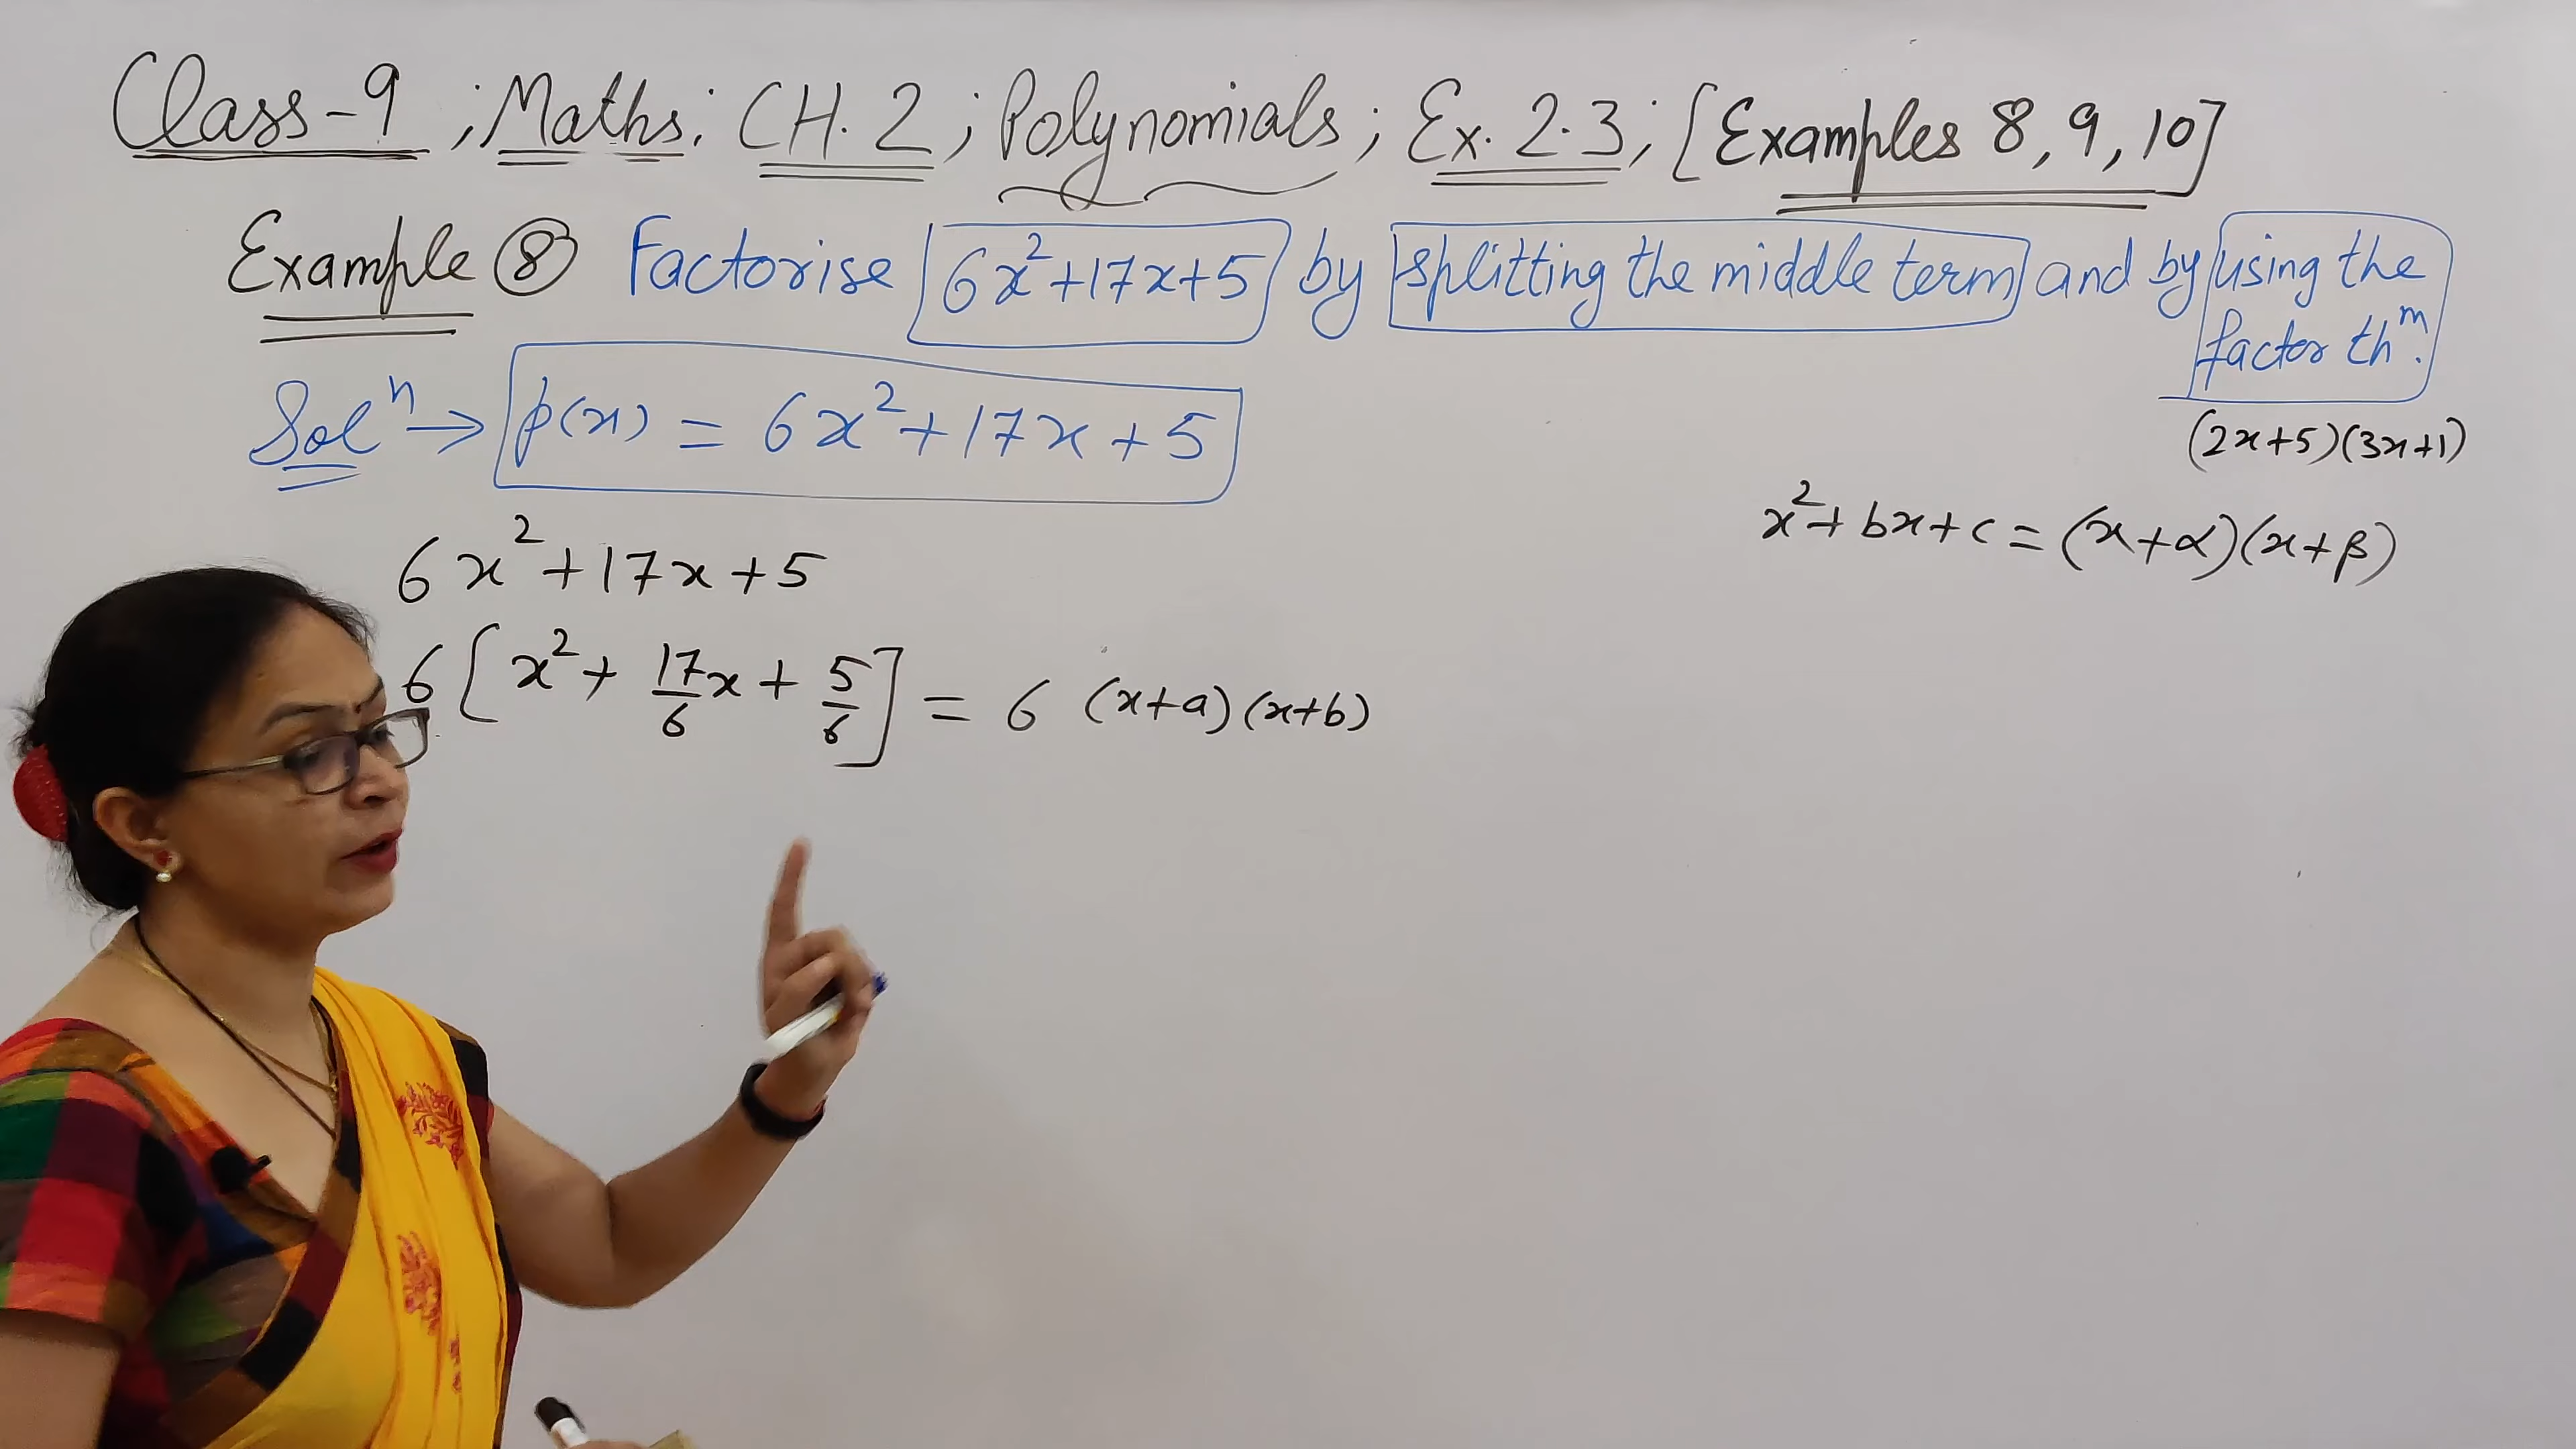 Class-9 ; Maths; CH. 2 ; Polynomials ; Ex. 2.3 ; [Examples 8, 9, 10]
Example ⑧ Factorise 6x²+17x+5 by splitting the middle term and by using the
factor thᵐ.
Solⁿ → p(x) = 6x²+17x+5
(2x+5)(3x+1)
x²+bx+c = (x+α)(x+β)
6x²+17x+5
6[x²+17/6x+5/6] = 6 (x+a)(x+b)